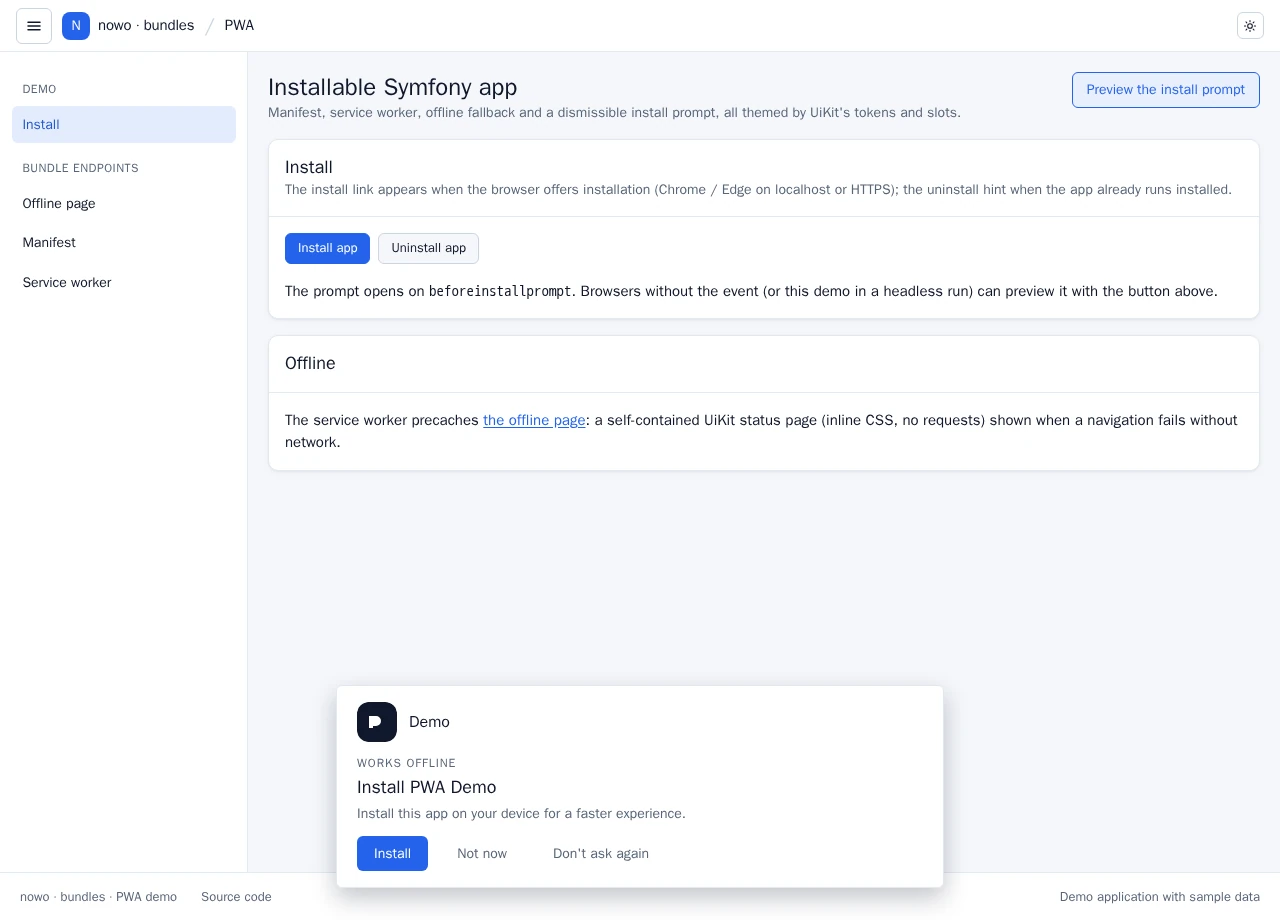 N nowo · bundles / PWA
DEMO
Install
BUNDLE ENDPOINTS
Offline page
Manifest
Service worker
Installable Symfony app
Manifest, service worker, offline fallback and a dismissible install prompt, all themed by UiKit's tokens and slots.
Preview the install prompt
Install
The install link appears when the browser offers installation (Chrome / Edge on localhost or HTTPS); the uninstall hint when the app already runs installed.
Install app Uninstall app
The prompt opens on beforeinstallprompt. Browsers without the event (or this demo in a headless run) can preview it with the button above.
Offline
The service worker precaches the offline page: a self-contained UiKit status page (inline CSS, no requests) shown when a navigation fails without
network.
Demo
WORKS OFFLINE
Install PWA Demo
Install this app on your device for a faster experience.
Install Not now Don't ask again
nowo · bundles · PWA demo Source code Demo application with sample data